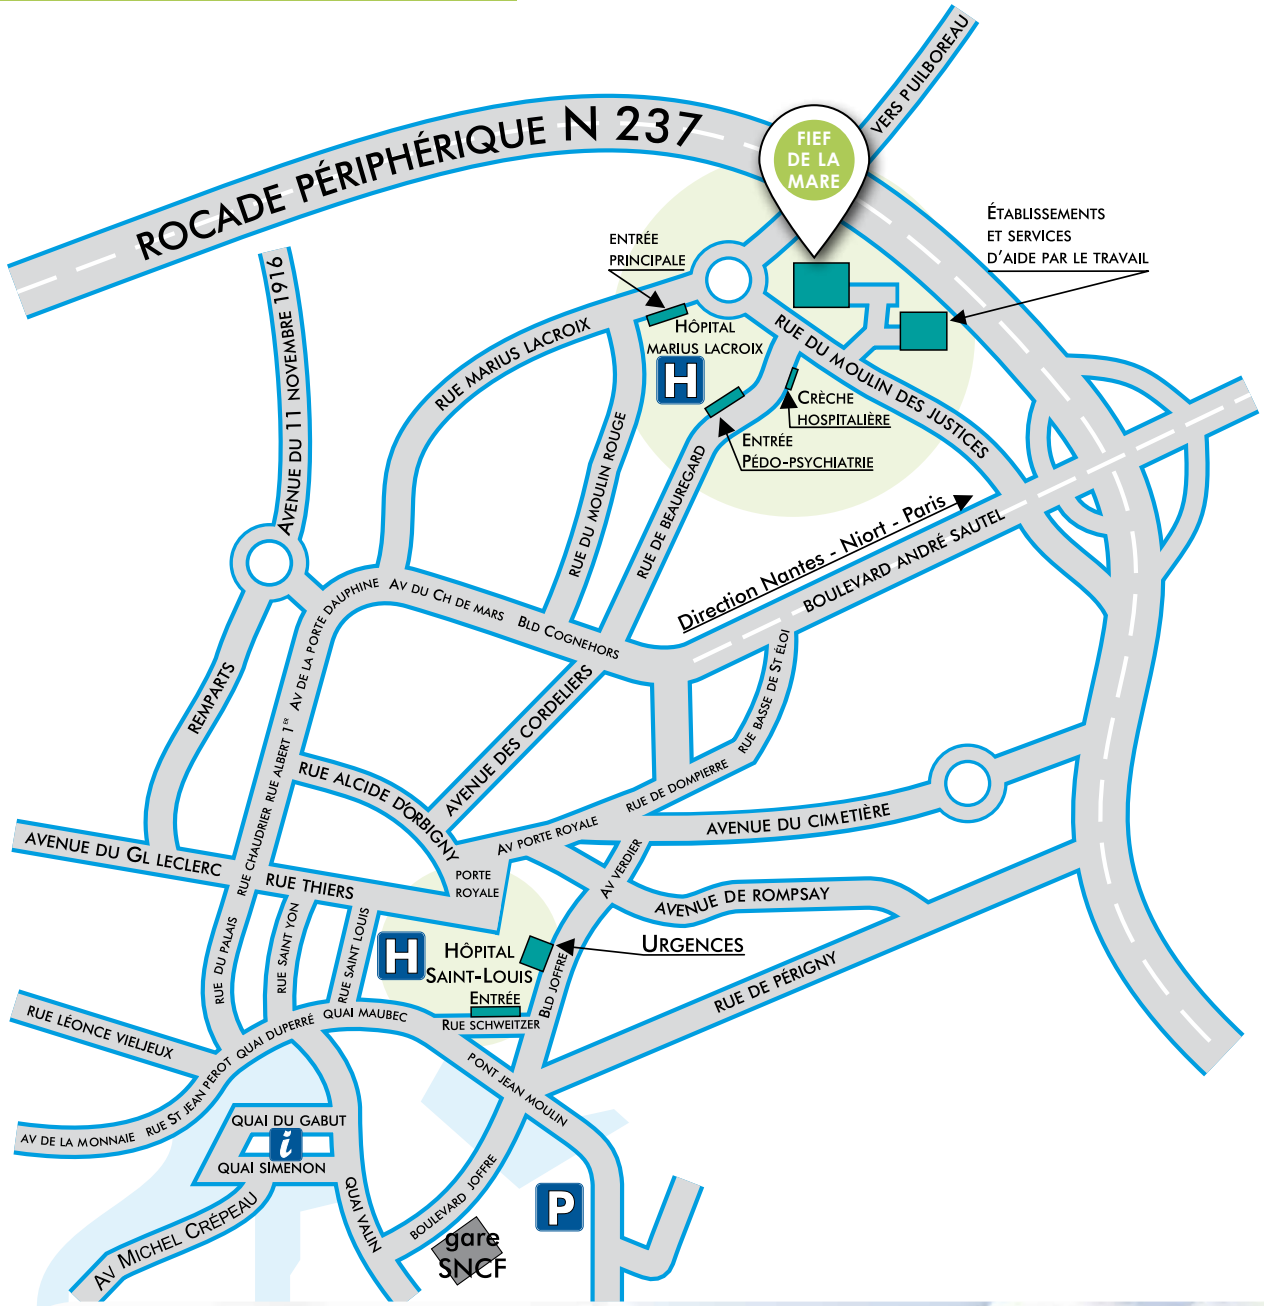 VERS PUILBOREAU
ROCADE PÉRIPHÉRIQUE N 237
FIEF
DE LA
MARE
ÉTABLISSEMENTS
ET SERVICES
D'AIDE PAR LE TRAVAIL
ENTRÉE
PRINCIPALE
AVENUE DU 11 NOVEMBRE 1916
RUE MARIUS LACROIX
HÔPITAL
MARIUS LACROIX
H
RUE DU MOULIN DES JUSTICES
CRÈCHE
HOSPITALIÈRE
ENTRÉE
PÉDO-PSYCHIATRIE
RUE DU MOULIN ROUGE
RUE DE BEAUREGARD
Direction Nantes - Niort - Paris
BOULEVARD ANDRÉ SAUTEL
AV DE LA PORTE DAUPHINE
AV DU CH DE MARS
BLD COGNEHORS
REMPARTS
AVENUE DES CORDELIERS
RUE BASSE DE ST ÉLOI
RUE ALBERT 1ER
RUE ALCIDE D'ORBIGNY
RUE DE DOMPIERRE
AV PORTE ROYALE
AVENUE DU CIMETIÈRE
AVENUE DU GL LECLERC
RUE CHAUDRIER
RUE THIERS
PORTE
ROYALE
AV VERDIER
AVENUE DE ROMPSAY
RUE DU PALAIS
RUE SAINT YON
RUE SAINT LOUIS
H
HÔPITAL
SAINT-LOUIS
URGENCES
ENTRÉE
RUE SCHWEITZER
BLD JOFFRE
RUE DE PÉRIGNY
RUE LÉONCE VIELJEUX
QUAI DUPERRÉ
QUAI MAUBEC
PONT JEAN MOULIN
AV DE LA MONNAIE
RUE ST JEAN PEROT
QUAI DU GABUT
i
QUAI SIMENON
QUAI VALIN
BOULEVARD JOFFRE
P
AV MICHEL CRÉPEAU
gare
SNCF